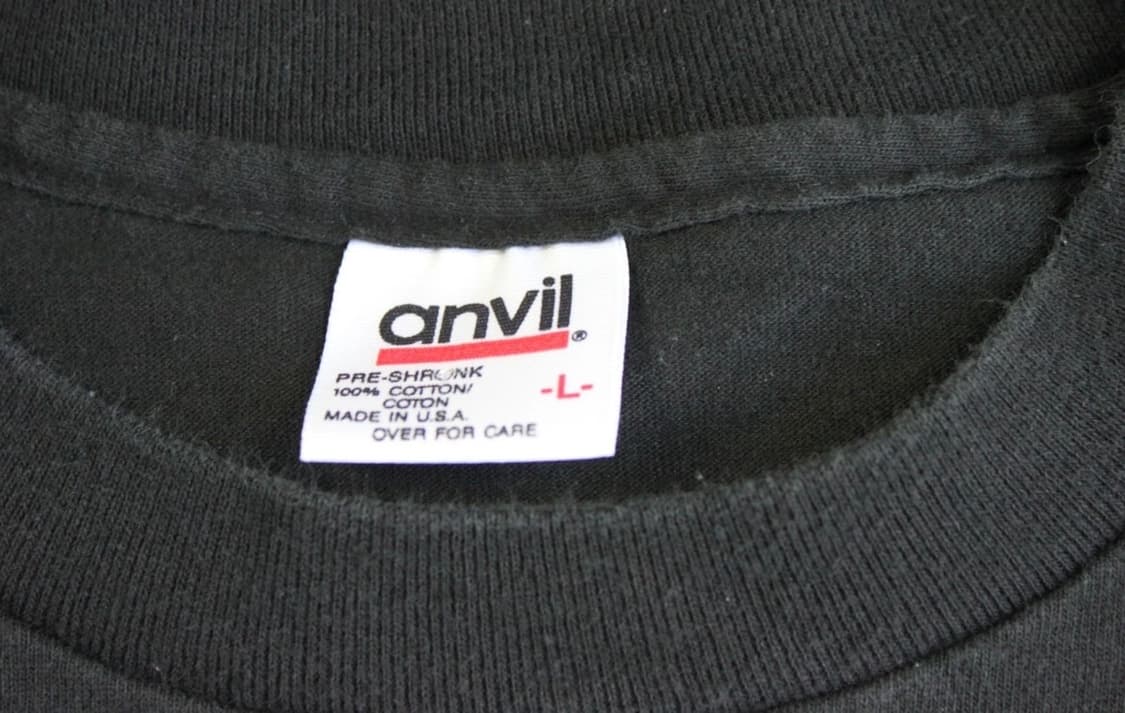 anvil®
PRE-SHRUNK
100% COTTON/
COTON
-L-
MADE IN U.S.A.
OVER FOR CARE